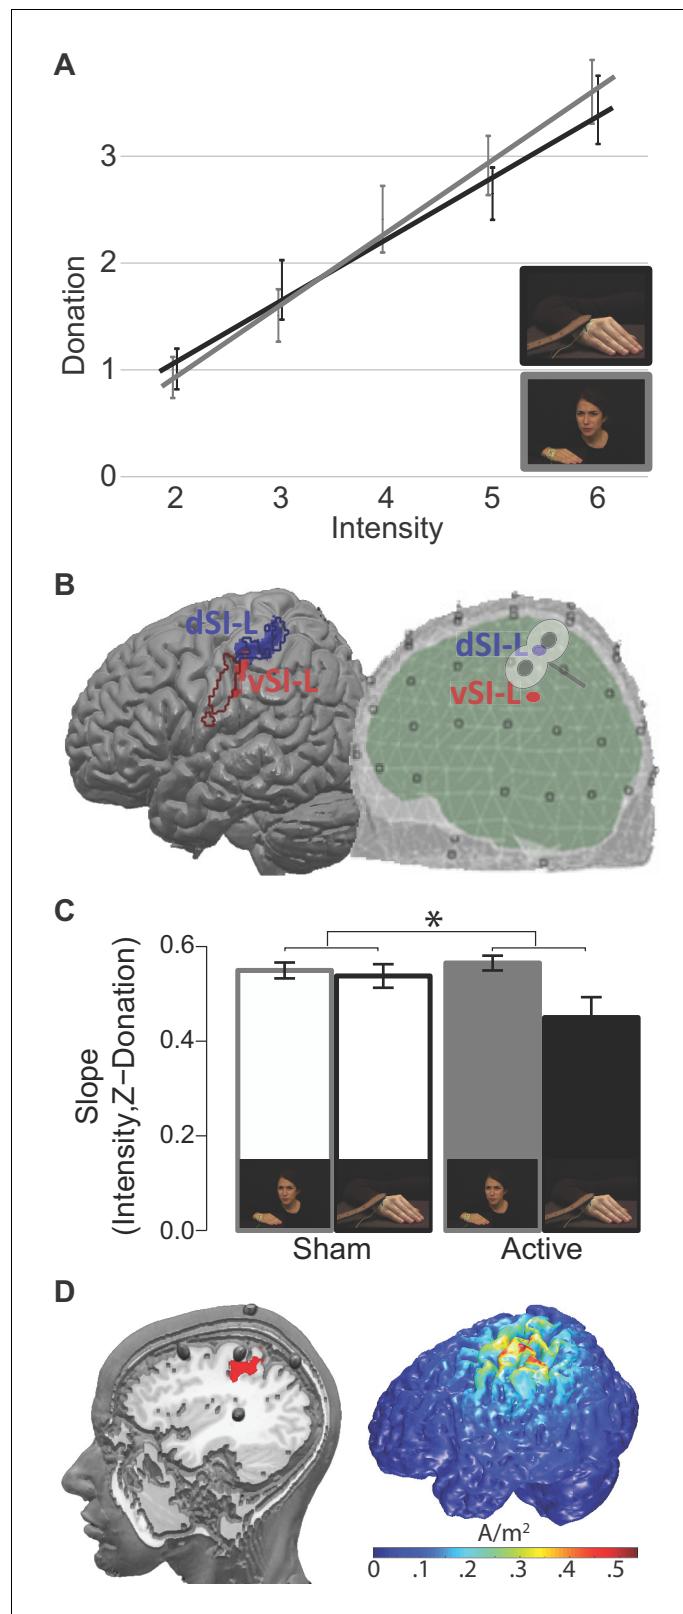 A
3
2
1
0
Donation
2 3 4 5 6
Intensity
B
dSI-L
vSI-L
dSI-L
vSI-L
C
*
0.6
0.4
0.2
0.0
Slope
(Intensity,Z−Donation)
Sham Active
D
A/m²
0 .1 .2 .3 .4 .5